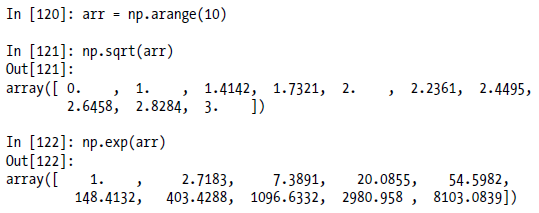 In [120]: arr = np.arange(10)
In [121]: np.sqrt(arr)
Out[121]:
array([ 0.    ,  1.    ,  1.4142,  1.7321,  2.    ,  2.2361,  2.4495,
        2.6458,  2.8284,  3.    ])
In [122]: np.exp(arr)
Out[122]:
array([    1.    ,     2.7183,     7.3891,    20.0855,    54.5982,
         148.4132,   403.4288,  1096.6332,  2980.958 ,  8103.0839])